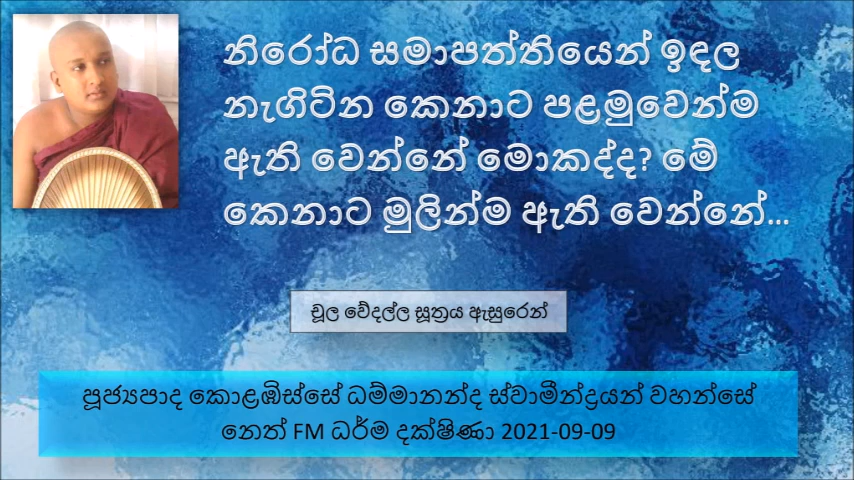 නිරෝධ සමාපත්තියෙන් ඉඳල
නැගිටින කෙනාට පළමුවෙන්ම
ඇති වෙන්නේ මොකද්ද? මේ
කෙනාට මුලින්ම ඇති වෙන්නේ...
චූල වේදල්ල සූත්‍රය ඇසුරෙන්
පූජ්‍යපාද කොළඹිස්සේ ධම්මානන්ද ස්වාමීන්ද්‍රයන් වහන්සේ
නෙත් FM ධර්ම දක්ෂිණා 2021-09-09